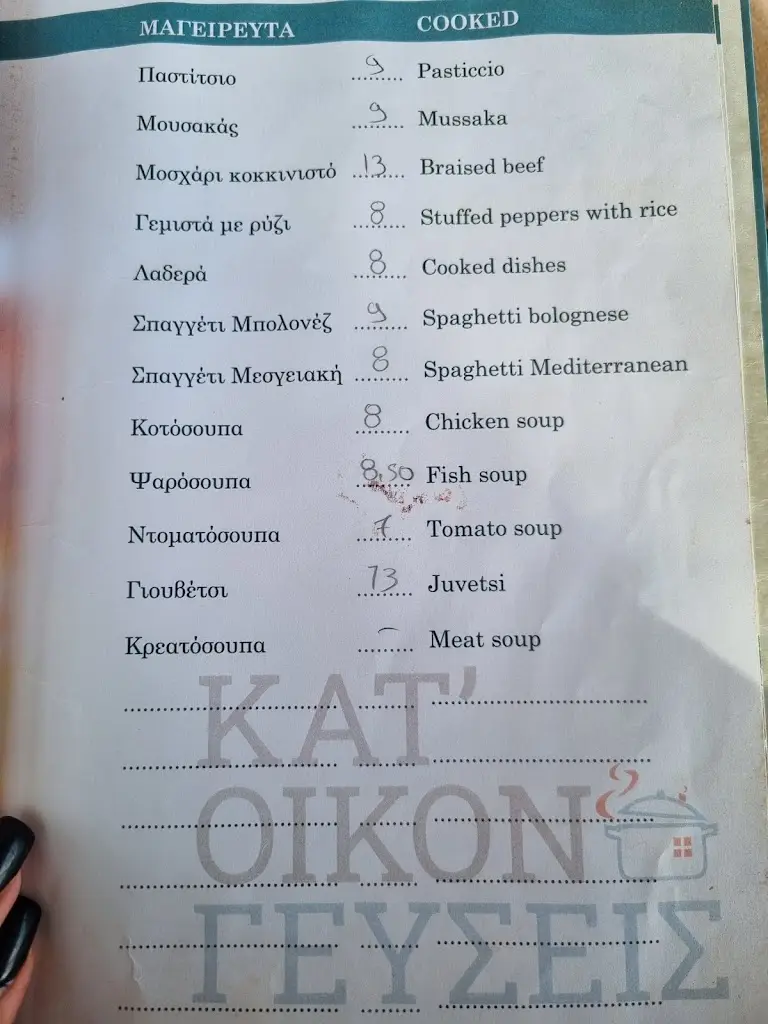 ΜΑΓΕΙΡΕΥΤΑ COOKED
Παστίτσιο 9 Pasticcio
Μουσακάς 9 Mussaka
Μοσχάρι κοκκινιστό 13 Braised beef
Γεμιστά με ρύζι 8 Stuffed peppers with rice
Λαδερά 8 Cooked dishes
Σπαγγέτι Μπολονέζ 9 Spaghetti bolognese
Σπαγγέτι Μεσγειακή 8 Spaghetti Mediterranean
Κοτόσουπα 8 Chicken soup
Ψαρόσουπα 8,50 Fish soup
Ντοματόσουπα 7 Tomato soup
Γιουβέτσι 13 Juvetsi
Κρεατόσουπα – Meat soup
ΚΑΤ'
ΟΙΚΟΝ
ΓΕΥΣΕΙΣ